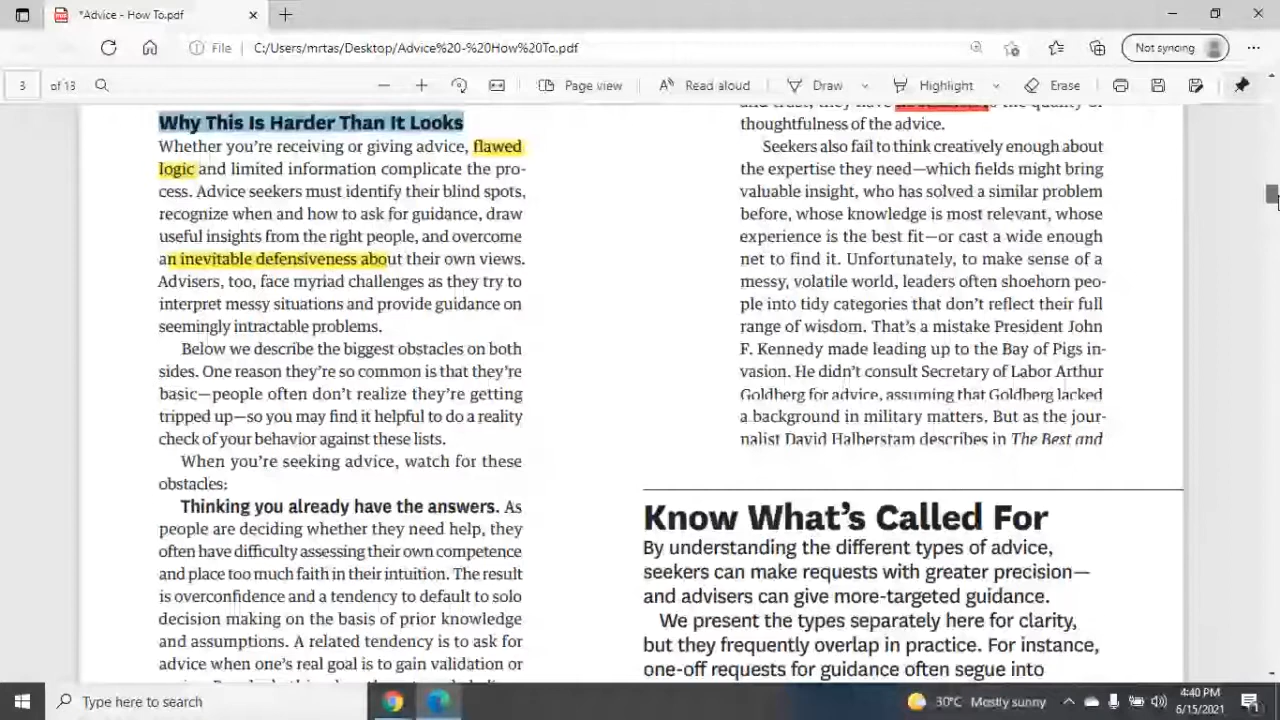 *Advice - How To.pdf
File
C:/Users/mrtas/Desktop/Advice%20-%20How%20To.pdf
Not syncing
3
of 13
Page view
Read aloud
Draw
Highlight
Erase
Why This Is Harder Than It Looks
Whether you're receiving or giving advice, flawed
logic and limited information complicate the pro-
cess. Advice seekers must identify their blind spots,
recognize when and how to ask for guidance, draw
useful insights from the right people, and overcome
an inevitable defensiveness about their own views.
Advisers, too, face myriad challenges as they try to
interpret messy situations and provide guidance on
seemingly intractable problems.
Below we describe the biggest obstacles on both
sides. One reason they're so common is that they're
basic—people often don't realize they're getting
tripped up—so you may find it helpful to do a reality
check of your behavior against these lists.
When you're seeking advice, watch for these
obstacles:
Thinking you already have the answers. As
people are deciding whether they need help, they
often have difficulty assessing their own competence
and place too much faith in their intuition. The result
is overconfidence and a tendency to default to solo
decision making on the basis of prior knowledge
and assumptions. A related tendency is to ask for
advice when one's real goal is to gain validation or
and trust, they have the quality or
thoughtfulness of the advice.
Seekers also fail to think creatively enough about
the expertise they need—which fields might bring
valuable insight, who has solved a similar problem
before, whose knowledge is most relevant, whose
experience is the best fit—or cast a wide enough
net to find it. Unfortunately, to make sense of a
messy, volatile world, leaders often shoehorn peo-
ple into tidy categories that don't reflect their full
range of wisdom. That's a mistake President John
F. Kennedy made leading up to the Bay of Pigs in-
vasion. He didn't consult Secretary of Labor Arthur
Goldberg for advice, assuming that Goldberg lacked
a background in military matters. But as the jour-
nalist David Halberstam describes in The Best and
Know What's Called For
By understanding the different types of advice,
seekers can make requests with greater precision—
and advisers can give more-targeted guidance.
We present the types separately here for clarity,
but they frequently overlap in practice. For instance,
one-off requests for guidance often segue into
Type here to search
30°C Mostly sunny
4:40 PM
6/15/2021